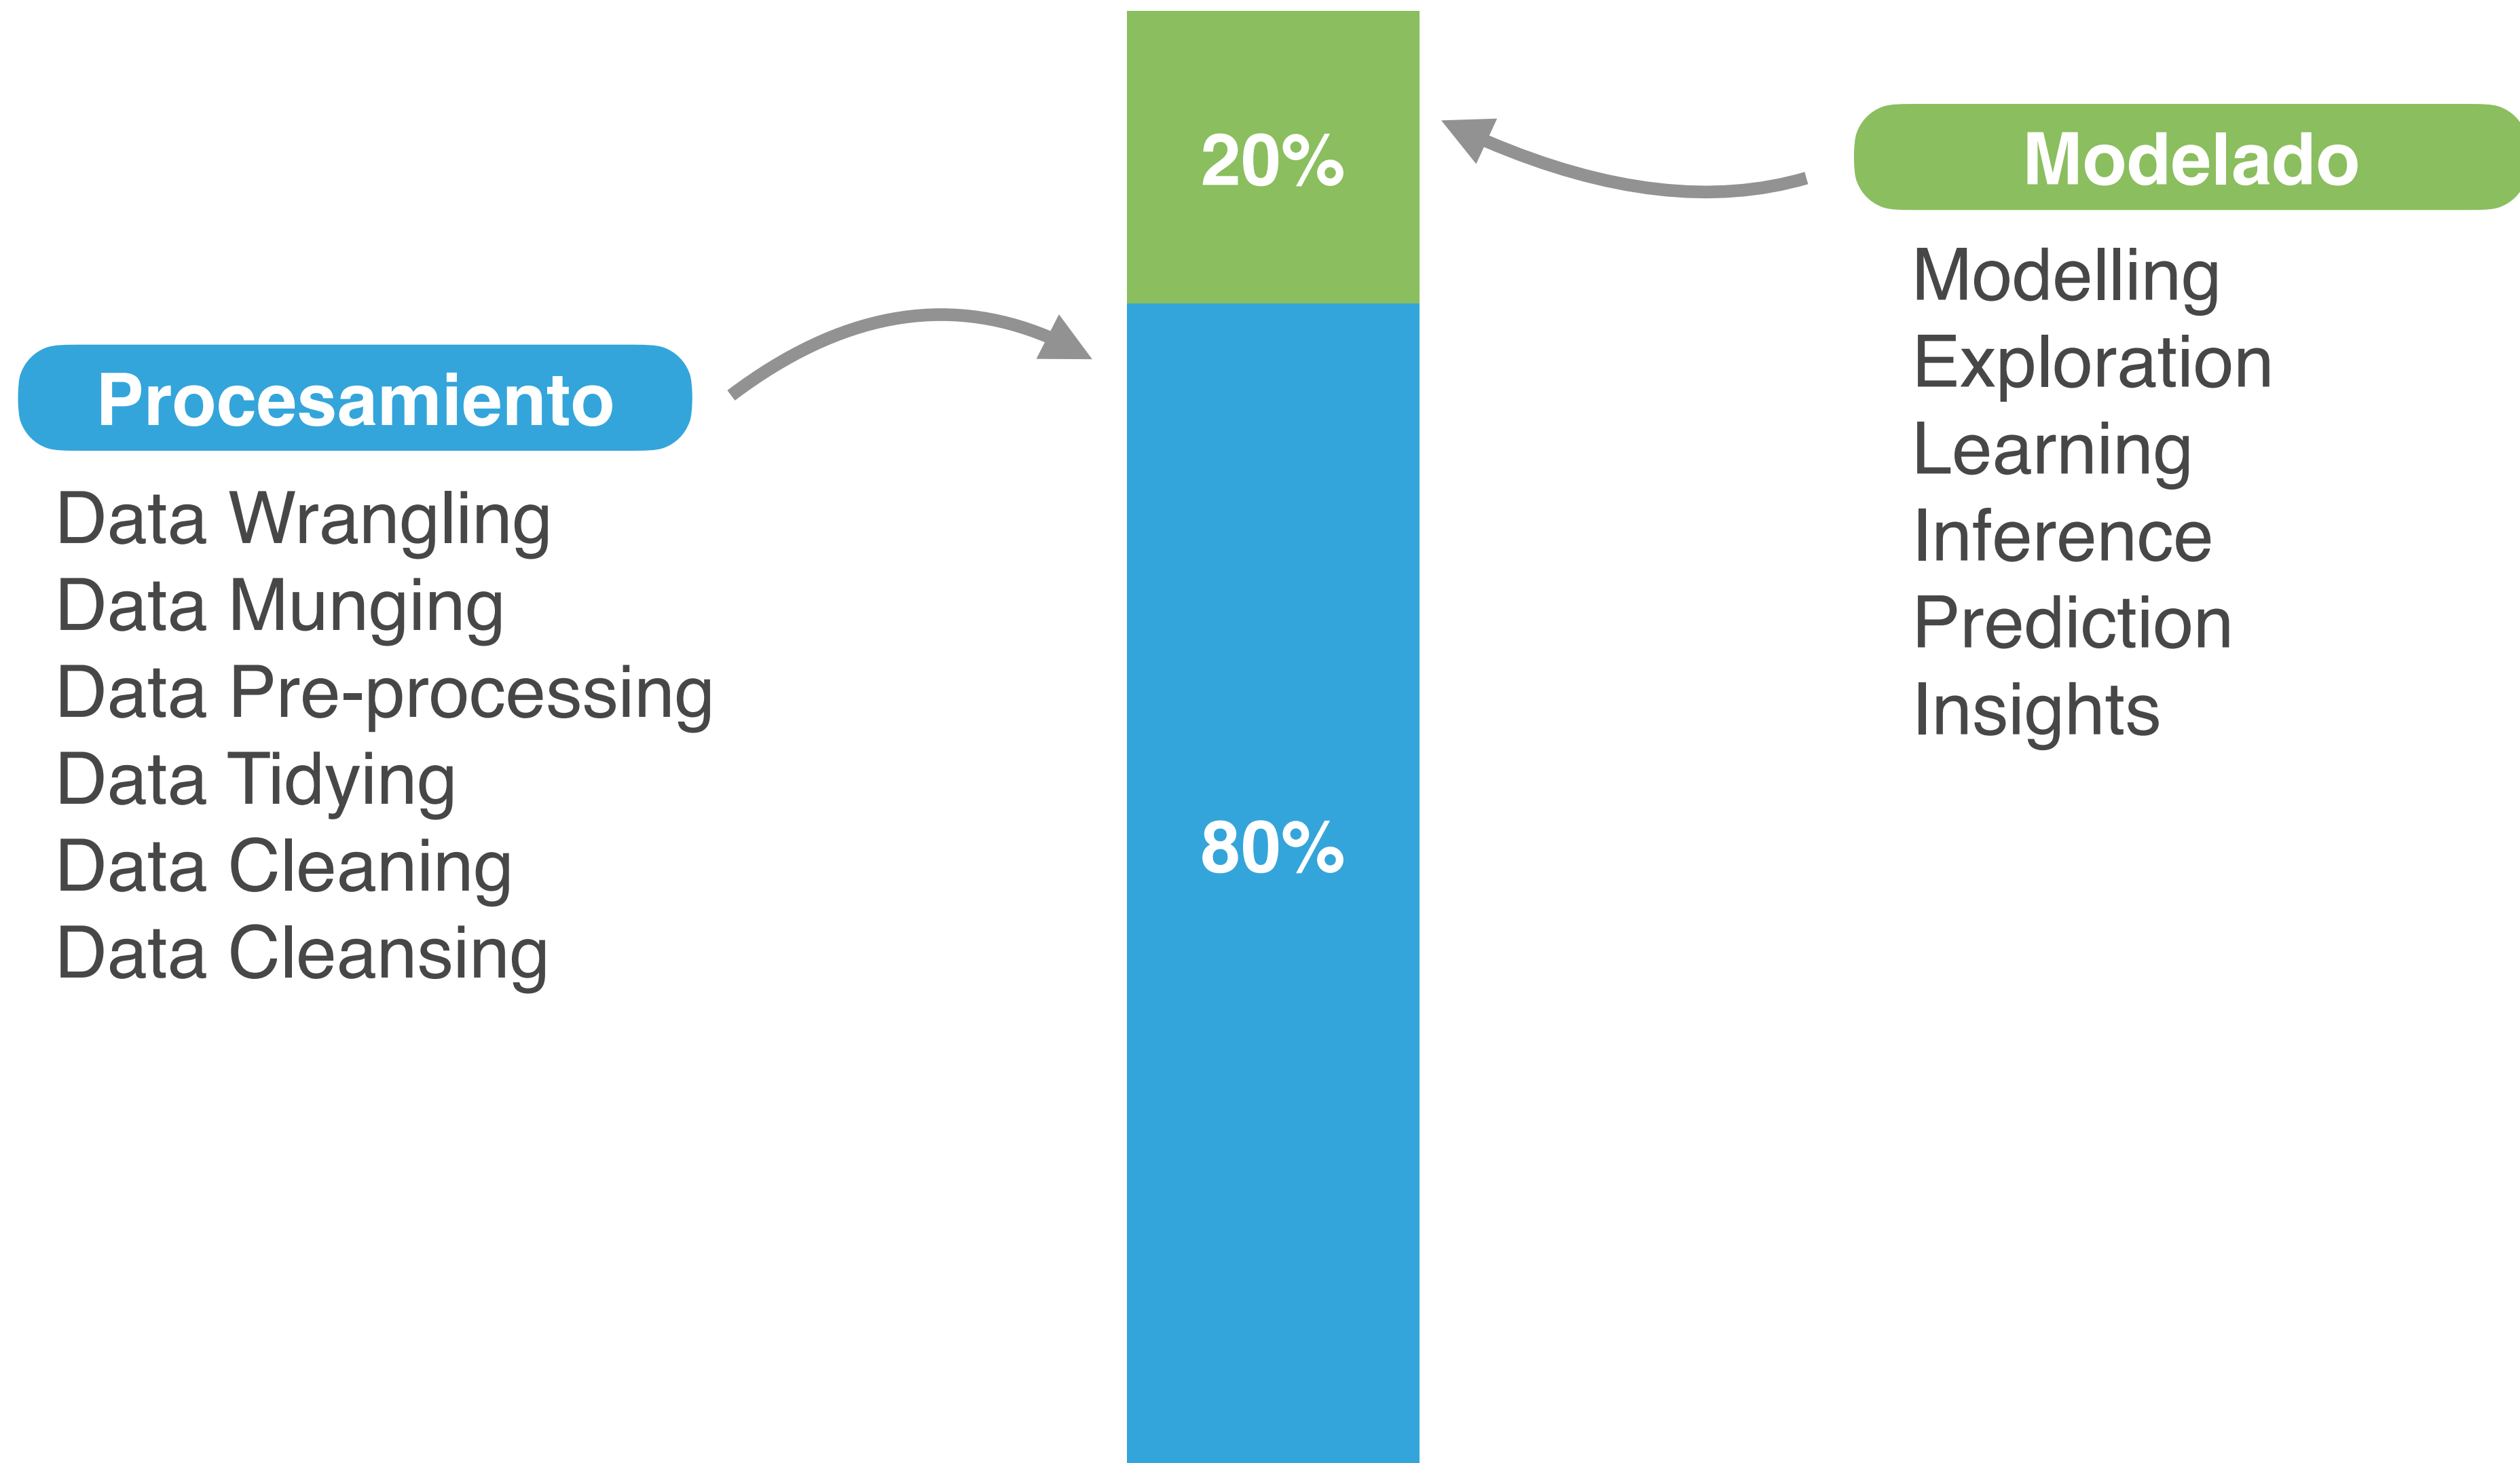 20%
Modelado
Modelling
Exploration
Learning
Inference
Prediction
Insights
Procesamiento
Data Wrangling
Data Munging
Data Pre-processing
Data Tidying
Data Cleaning
Data Cleansing
80%